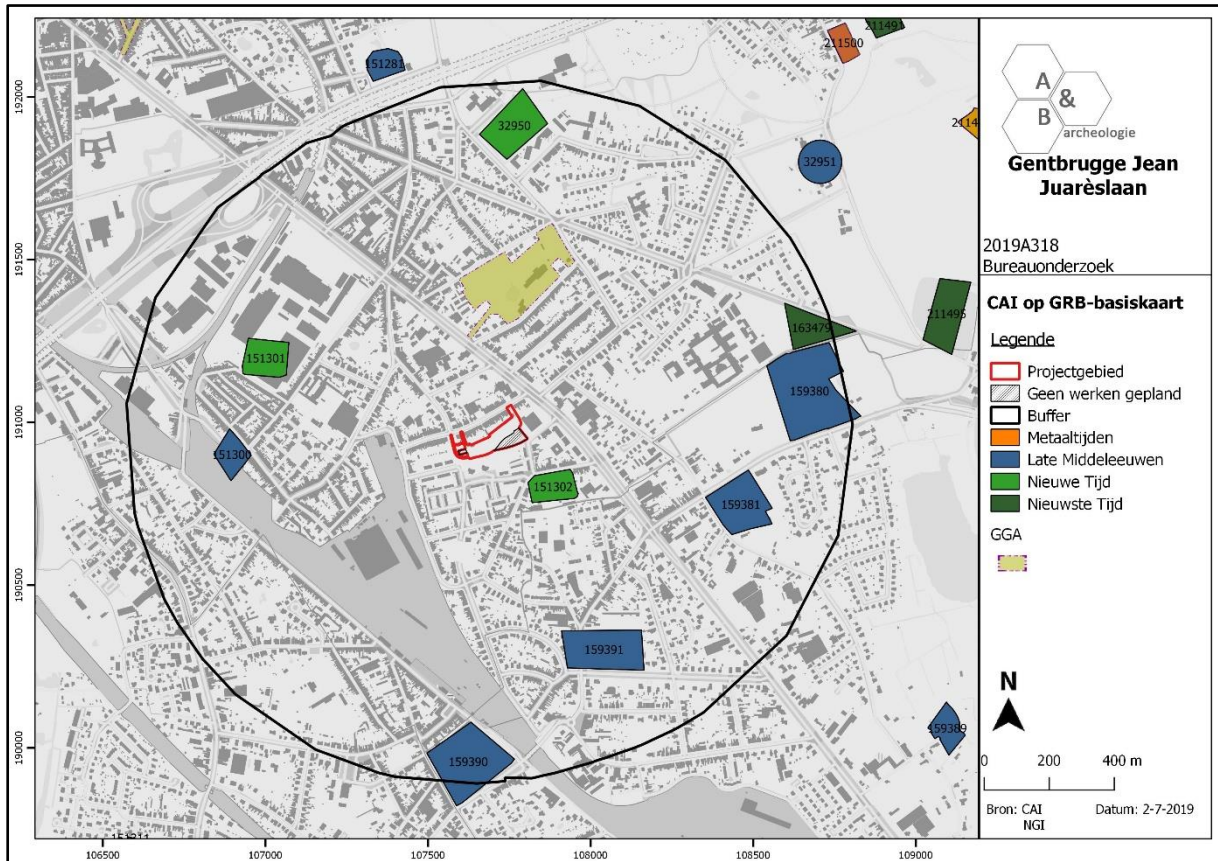 211491
211500
151281
192000
32950
2114
32951
191500
163479
211495
151301
159380
191000
151300
151302
159381
190500
159391
159389
159390
190000
106500
107000
107500
108000
108500
109000
A & B
archeologie
Gentbrugge Jean
Juarèslaan
2019A318
Bureauonderzoek
CAI op GRB-basiskaart
Legende
Projectgebied
Geen werken gepland
Buffer
Metaaltijden
Late Middeleeuwen
Nieuwe Tijd
Nieuwste Tijd
GGA
N
0 200 400 m
Bron: CAI Datum: 2-7-2019
NGI